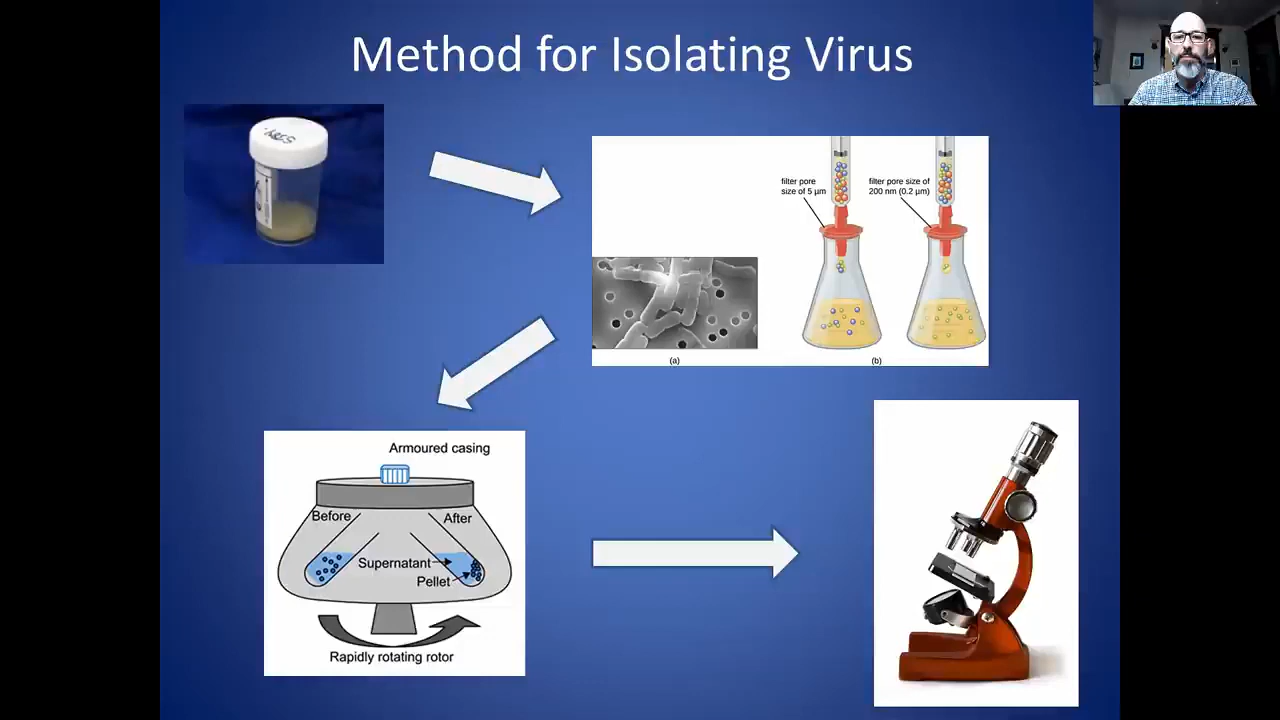 Method for Isolating Virus
filter pore
size of 5 µm
filter pore size of
200 nm (0.2 µm)
(a)
(b)
Armoured casing
Before
After
Supernatant
Pellet
Rapidly rotating rotor